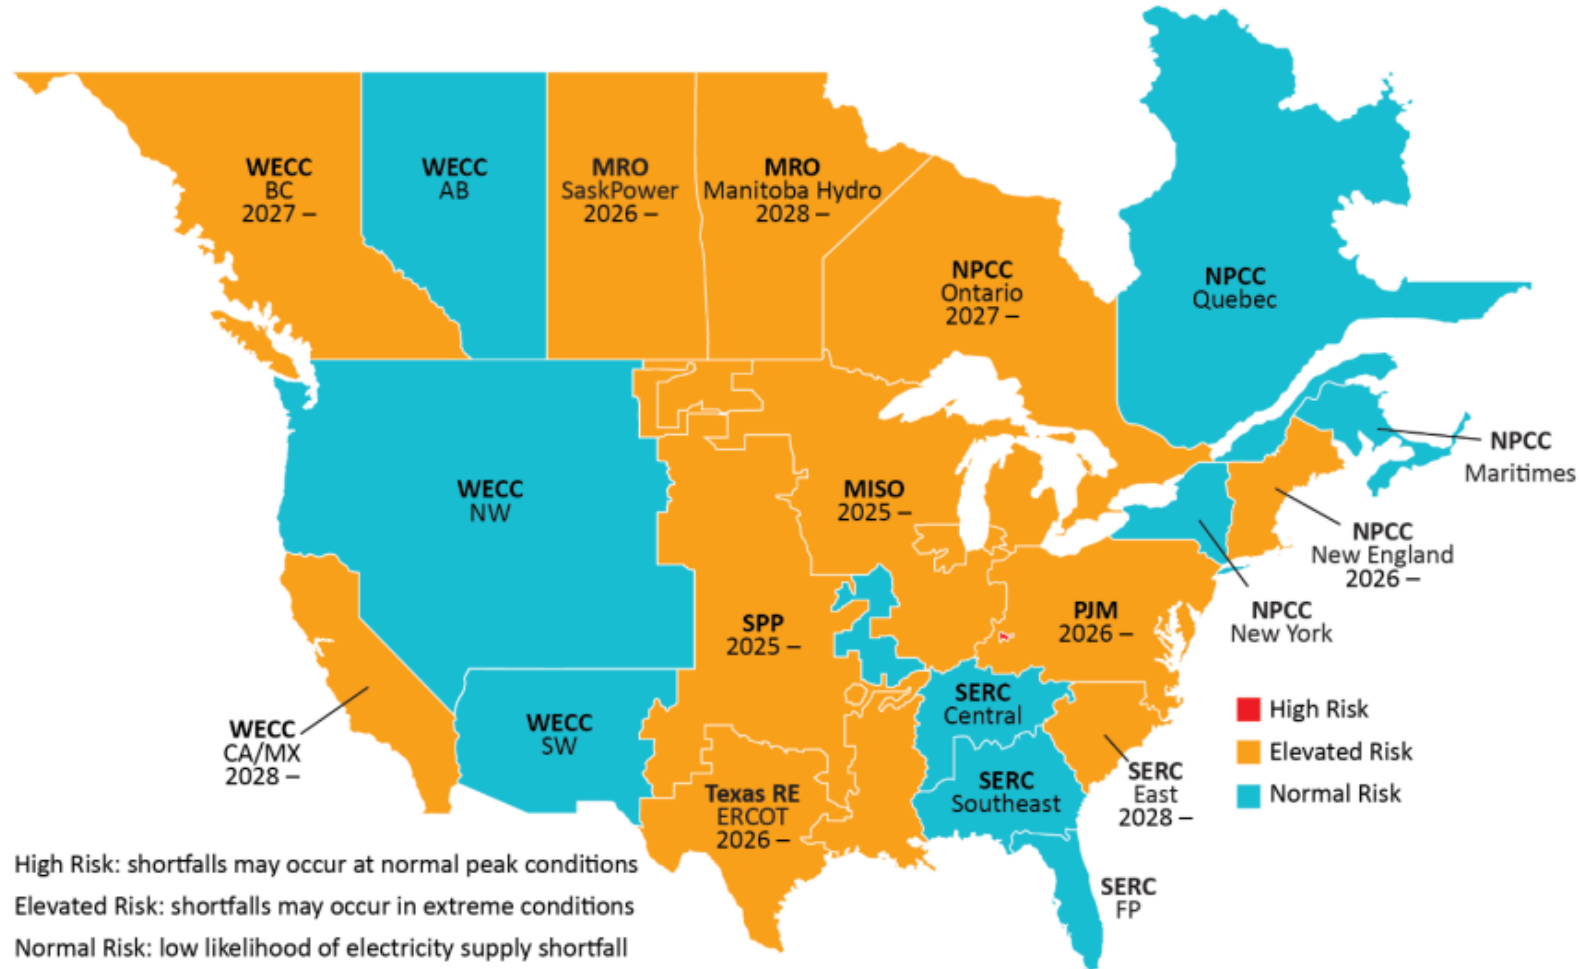 WECC
BC
2027 –
WECC
AB
MRO
SaskPower
2026 –
MRO
Manitoba Hydro
2028 –
NPCC
Ontario
2027 –
NPCC
Quebec
NPCC
Maritimes
WECC
NW
MISO
2025 –
NPCC
New England
2026 –
SPP
2025 –
PJM
2026 –
NPCC
New York
WECC
CA/MX
2028 –
WECC
SW
SERC
Central
SERC
Southeast
SERC
East
2028 –
Texas RE
ERCOT
2026 –
SERC
FP
High Risk
Elevated Risk
Normal Risk
High Risk: shortfalls may occur at normal peak conditions
Elevated Risk: shortfalls may occur in extreme conditions
Normal Risk: low likelihood of electricity supply shortfall